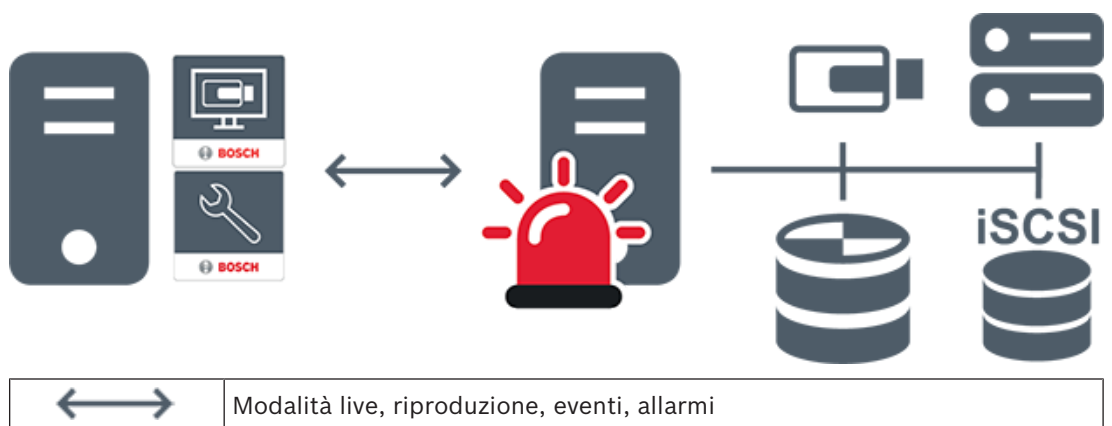 BOSCH
BOSCH
iSCSI
Modalità live, riproduzione, eventi, allarmi